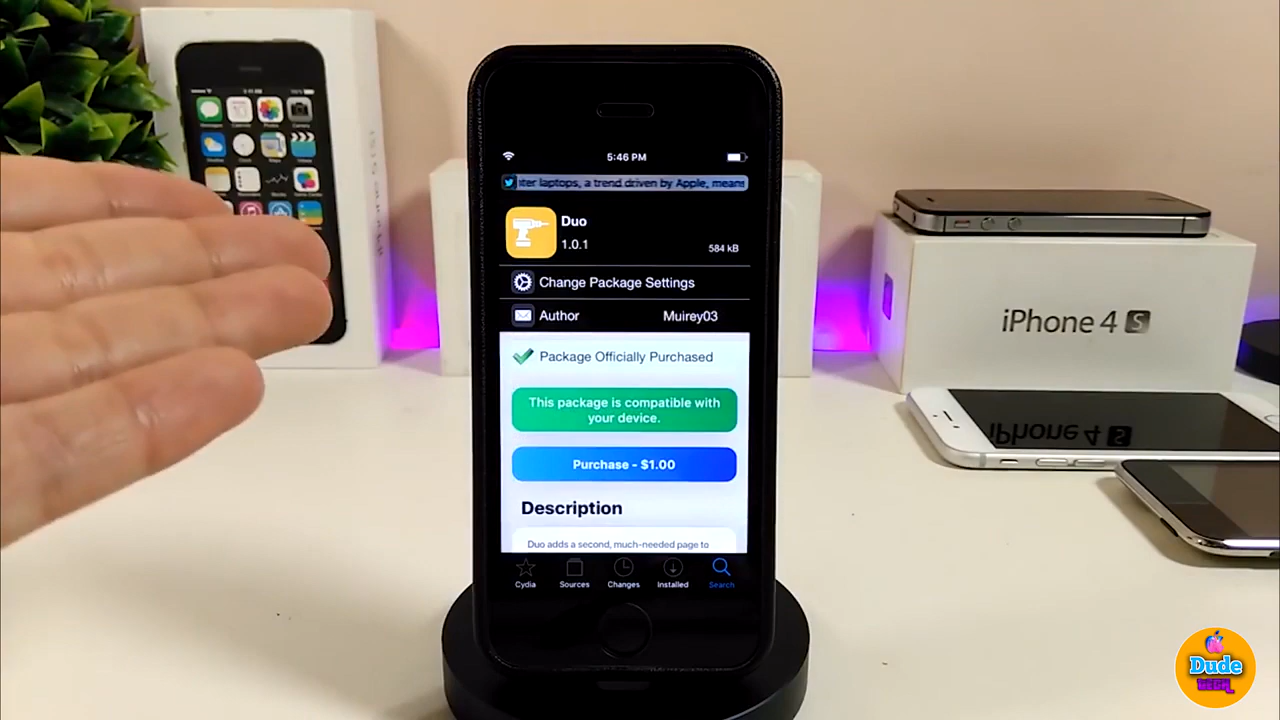 5:46 PM
ter laptops, a trend driven by Apple, means
Duo
1.0.1
584 kB
Change Package Settings
Author
Muirey03
Package Officially Purchased
This package is compatible with
your device.
Purchase - $1.00
Description
Duo adds a second, much-needed page to
Cydia
Sources
Changes
Installed
Search
iPhone 4S
iPhone 4S
Dude
TECH